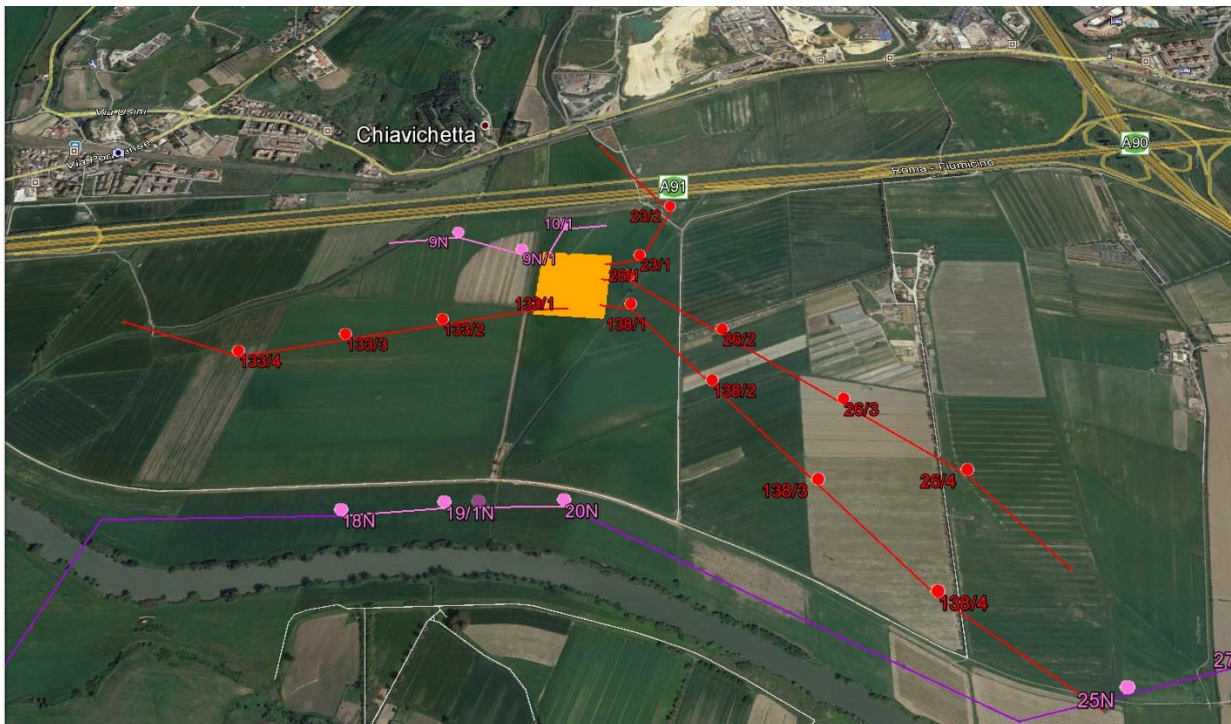 Via Usini
Chiavichetta
A90
Via Portuense
Roma - Fiumicino
A91
10/1
23/2
9N
9N/1
23/1
26/1
133/1
138/1
133/2
26/2
133/3
133/4
138/2
26/3
26/4
138/3
18N
19/1N
20N
138/4
27
25N